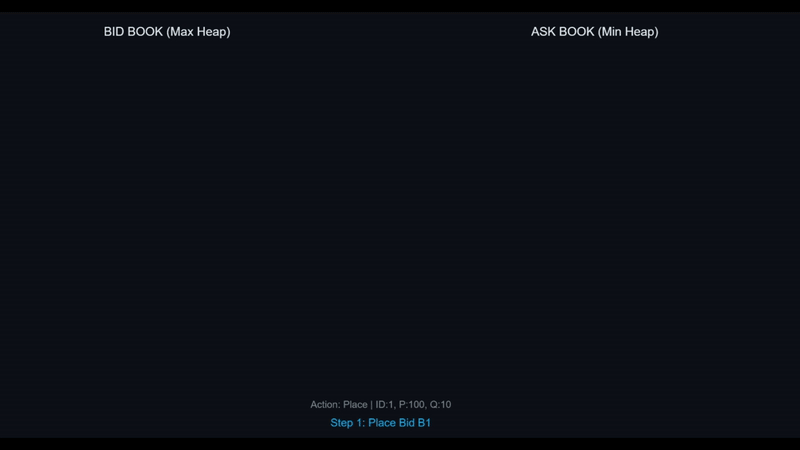 BID BOOK (Max Heap)
ASK BOOK (Min Heap)
Action: Place | ID:1, P:100, Q:10
Step 1: Place Bid B1